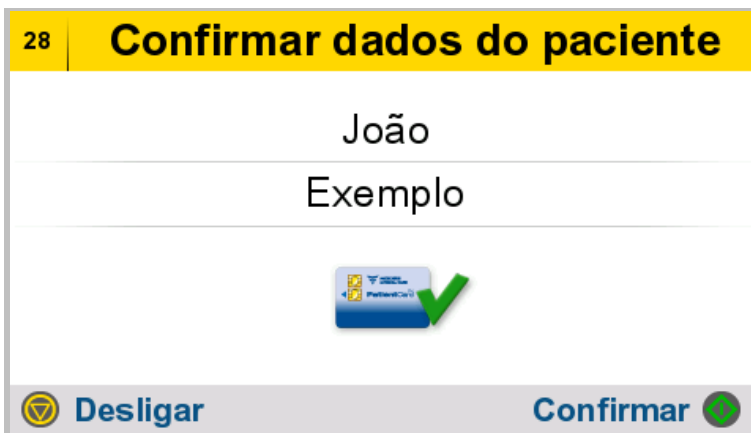 28 Confirmar dados do paciente
João
Exemplo
PatientCard
Desligar Confirmar